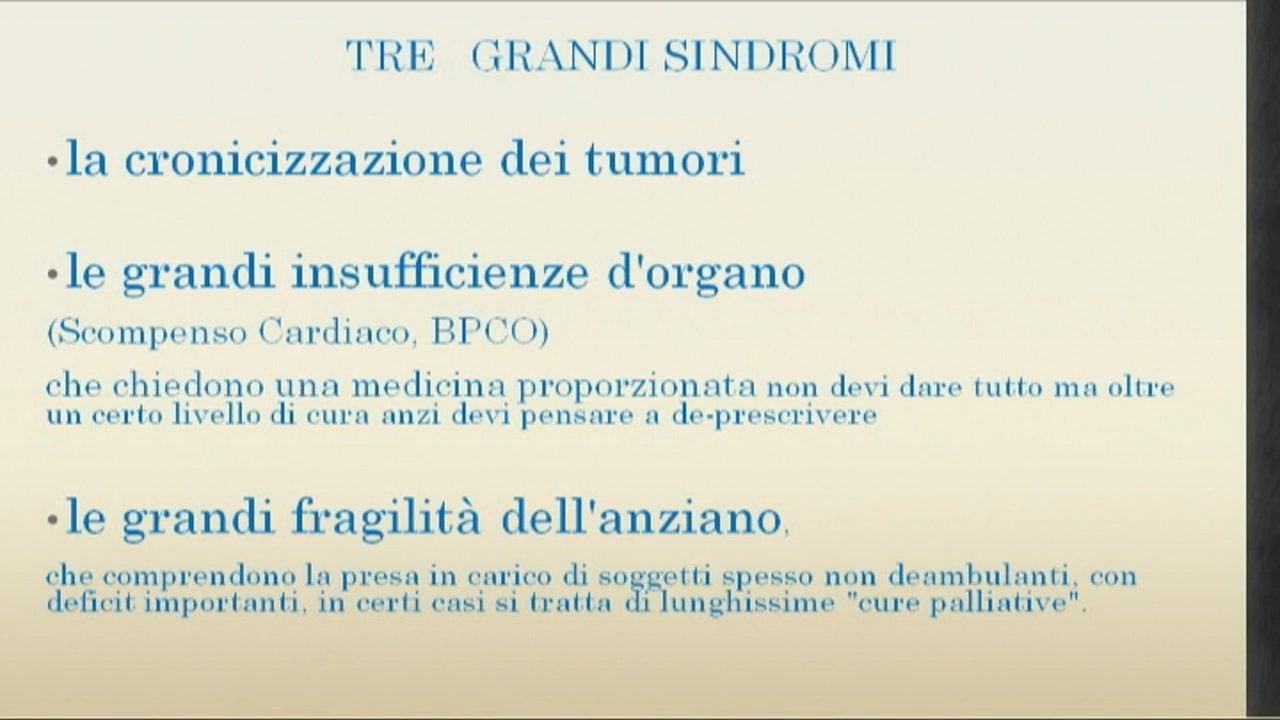 TRE GRANDI SINDROMI
• la cronicizzazione dei tumori
• le grandi insufficienze d'organo
(Scompenso Cardiaco, BPCO)
che chiedono una medicina proporzionata non devi dare tutto ma oltre
un certo livello di cura anzi devi pensare a de-prescrivere
• le grandi fragilità dell'anziano,
che comprendono la presa in carico di soggetti spesso non deambulanti, con
deficit importanti, in certi casi si tratta di lunghissime "cure palliative".